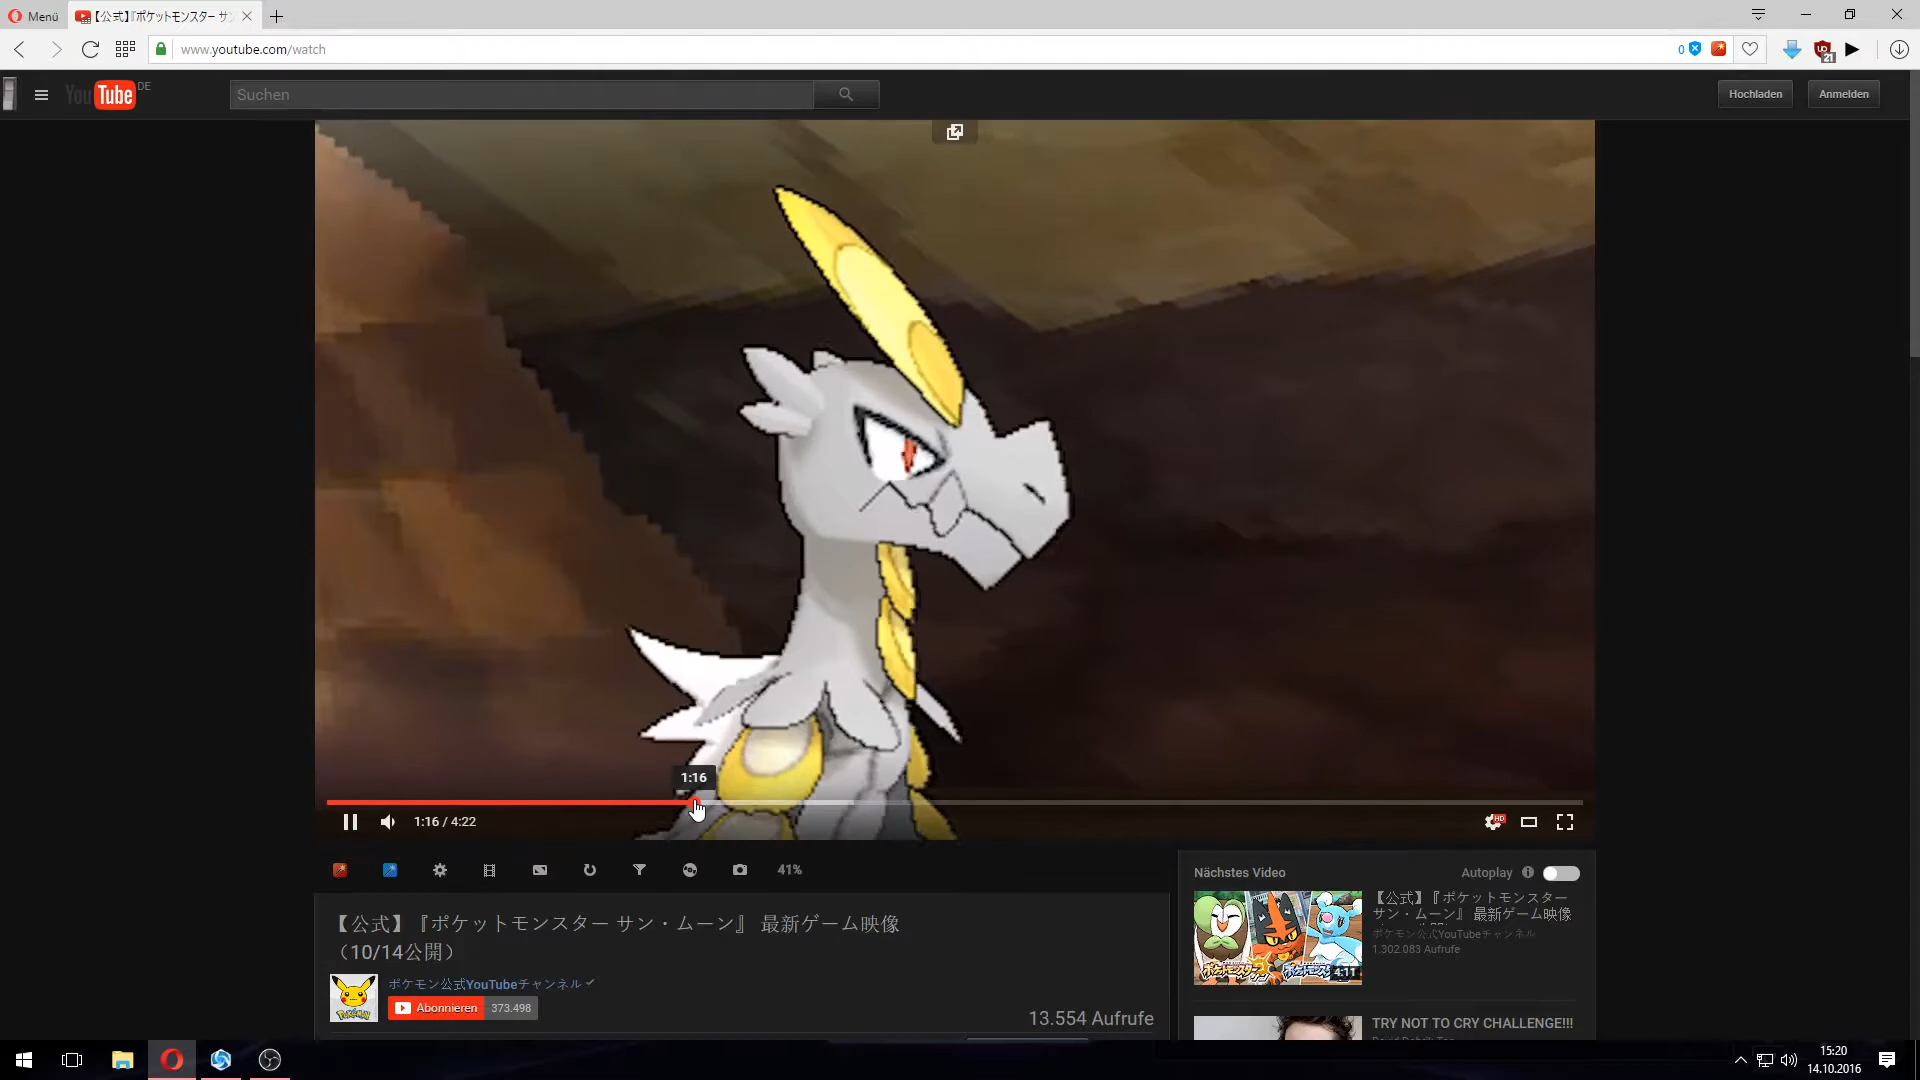 Menü
【公式】『ポケットモンスター サン
www.youtube.com/watch
0
21
YouTube DE
Suchen
Hochladen
Anmelden
1:16
1:16 / 4:22
HD
41%
Nächstes Video
Autoplay
【公式】『ポケットモンスター サン・ムーン』 最新ゲーム映像
（10/14公開）
ポケモン公式YouTubeチャンネル
Abonnieren
373.498
13.554 Aufrufe
4:11
【公式】『ポケットモンスター
サン・ムーン』 最新ゲーム映像
ポケモン公式YouTubeチャンネル
1.302.083 Aufrufe
TRY NOT TO CRY CHALLENGE!!!
15:20
14.10.2016